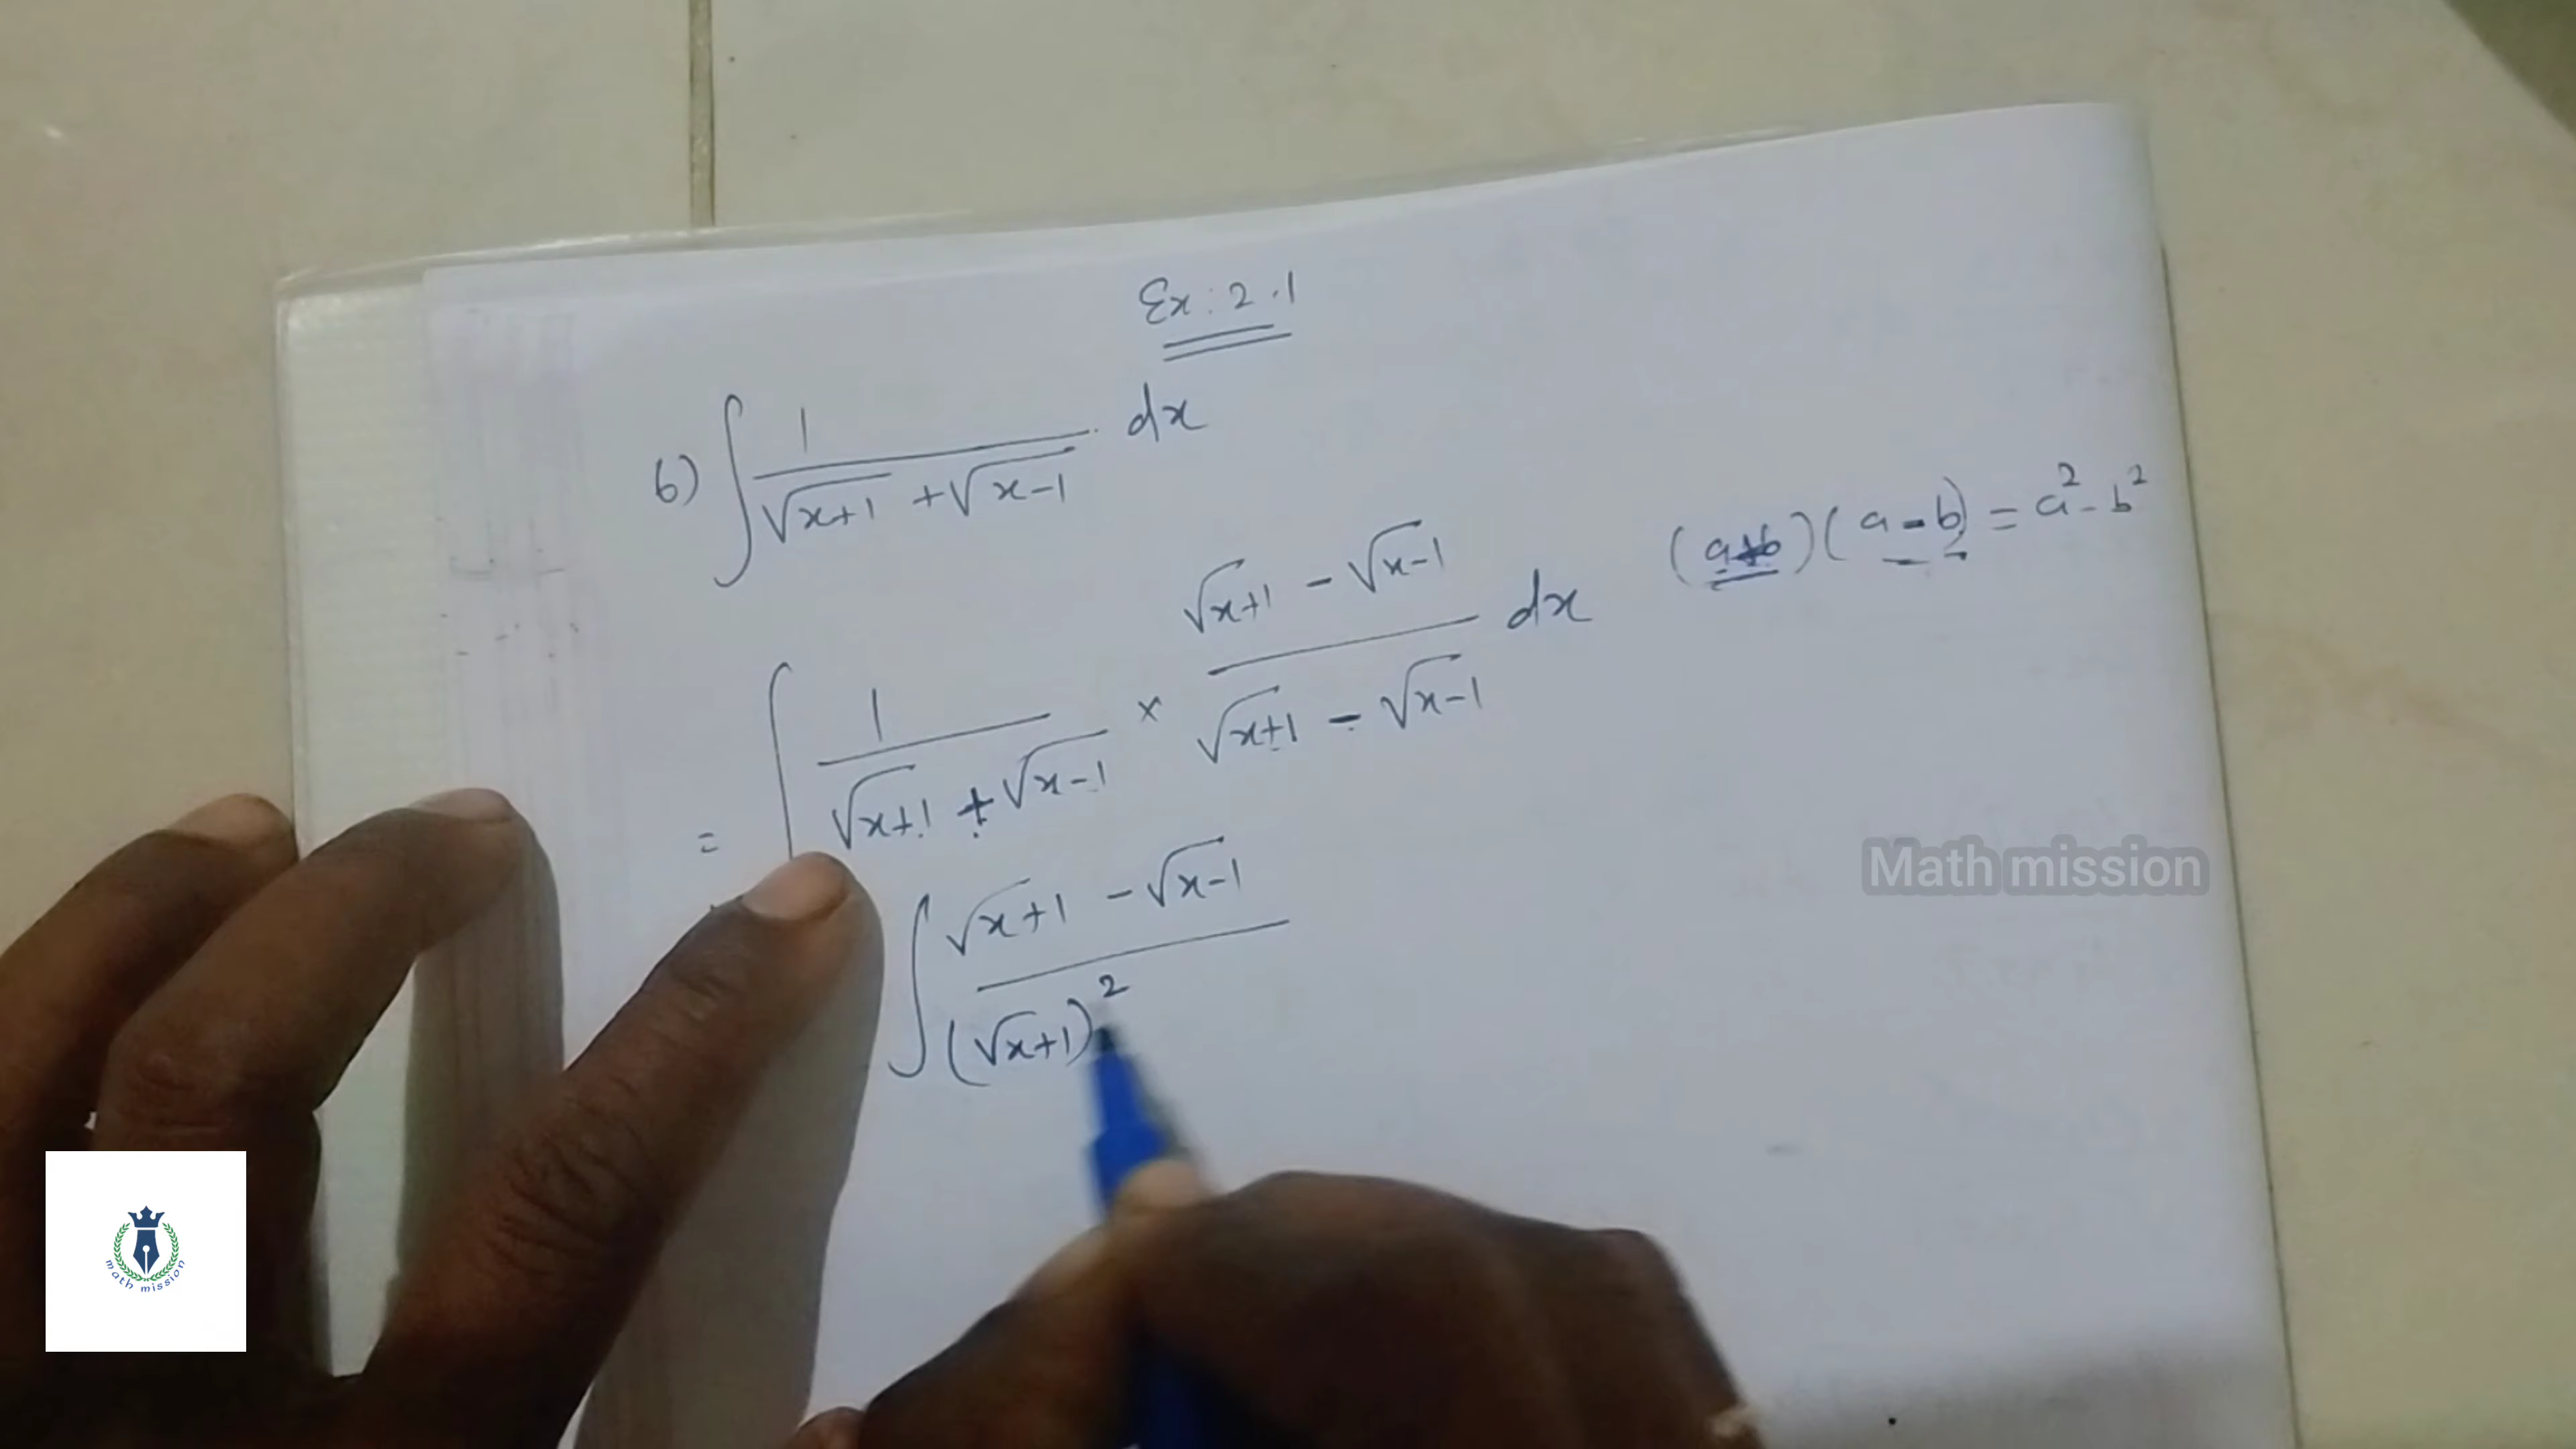 Ex : 2.1
6) ∫ 1 / (√(x+1) + √(x-1)) dx
(a+b)(a-b) = a² - b²
= ∫ 1 / (√(x+1) + √(x-1)) × (√(x+1) - √(x-1)) / (√(x+1) - √(x-1)) dx
∫ (√(x+1) - √(x-1)) / (√x+1)²
Math mission
math mission